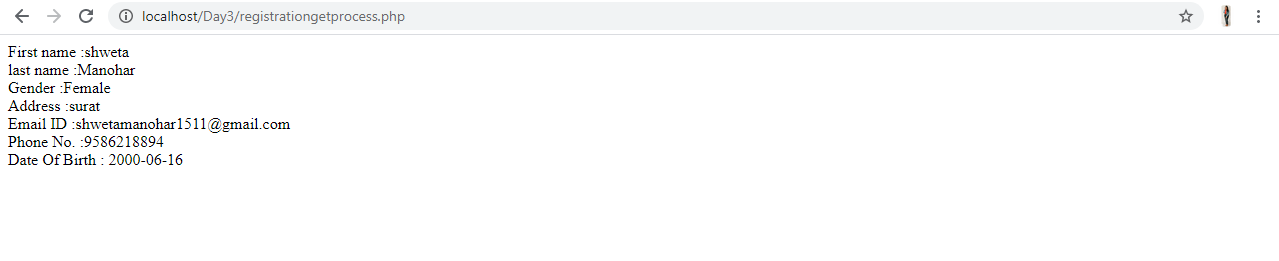 localhost/Day3/registrationgetprocess.php
First name :shweta
last name :Manohar
Gender :Female
Address :surat
Email ID :shwetamanohar1511@gmail.com
Phone No. :9586218894
Date Of Birth : 2000-06-16